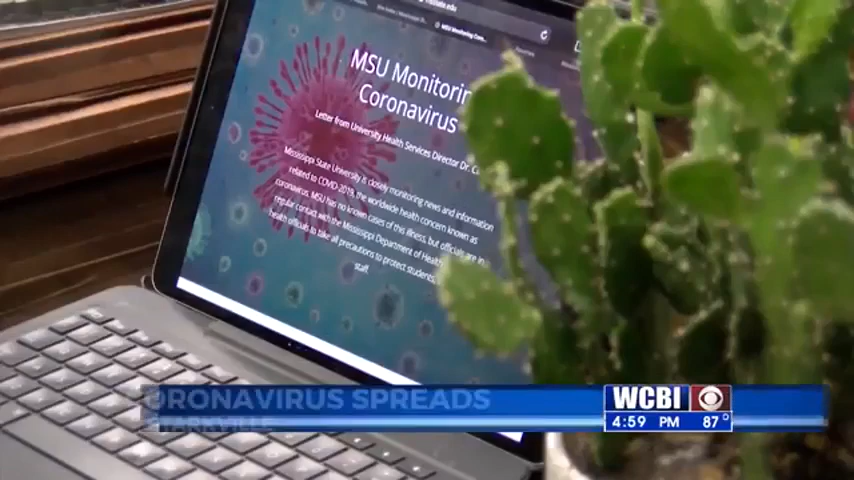 MSU Monitoring
Coronavirus
Letter from University Health Services Director Dr.
Mississippi State University is closely monitoring news and information
related to COVID-2019, the worldwide health concern known as
coronavirus. MSU has no known cases of this illness, but officials are in
regular contact with the Mississippi Department of Health
health officials to take all precautions to protect students,
staff.
ORONAVIRUS SPREADS
STARKVILLE
WCBI
4:59 PM 87°